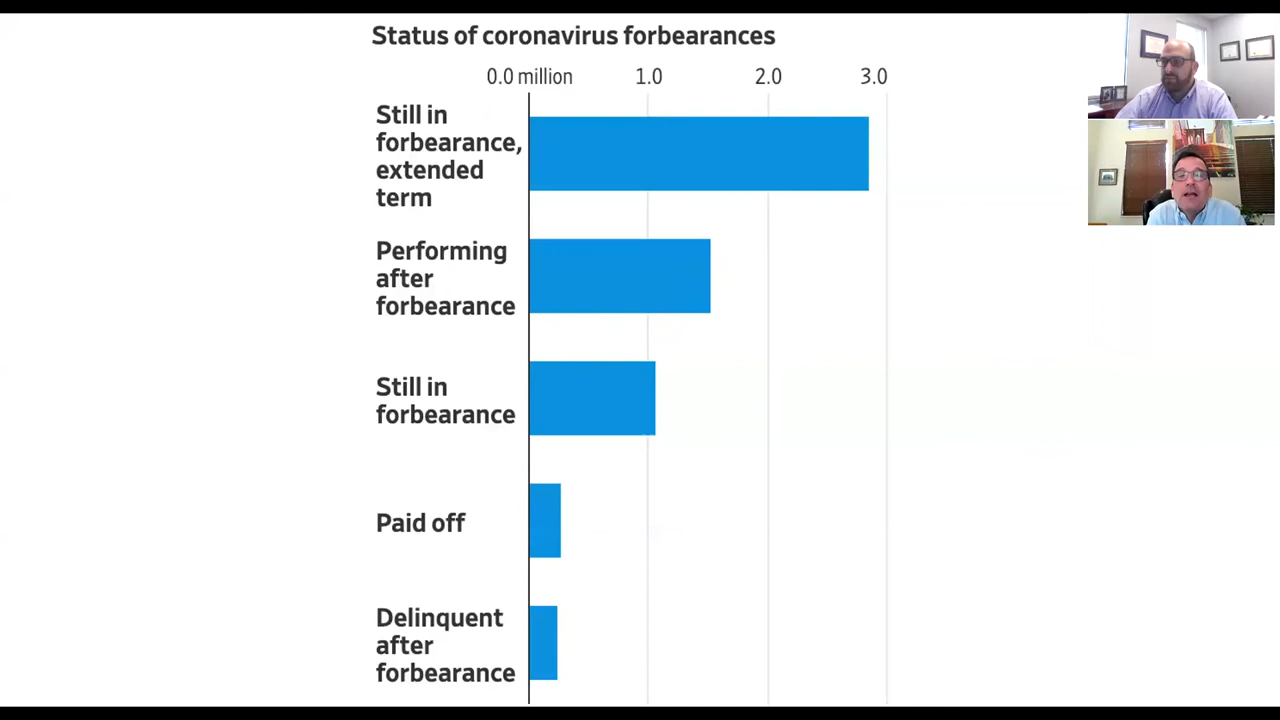 Status of coronavirus forbearances
0.0 million 1.0 2.0 3.0
Still in
forbearance,
extended
term
Performing
after
forbearance
Still in
forbearance
Paid off
Delinquent
after
forbearance